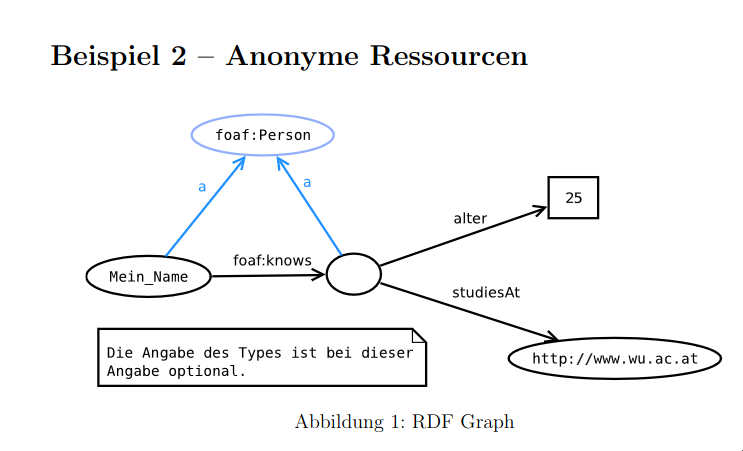 Beispiel 2 – Anonyme Ressourcen
foaf:Person
a
a
25
alter
foaf:knows
Mein_Name
studiesAt
Die Angabe des Types ist bei dieser
Angabe optional.
http://www.wu.ac.at
Abbildung 1: RDF Graph